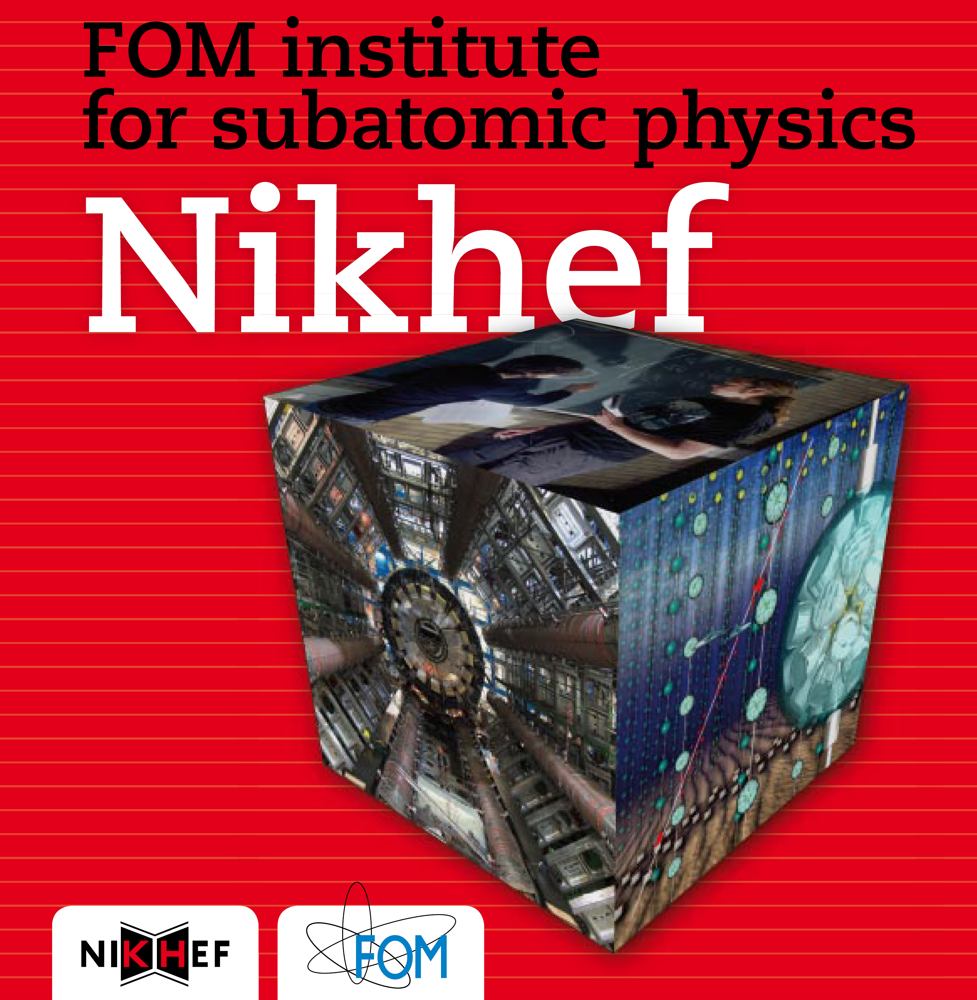 FOM institute
for subatomic physics
Nikhef
NIKHEF
FOM